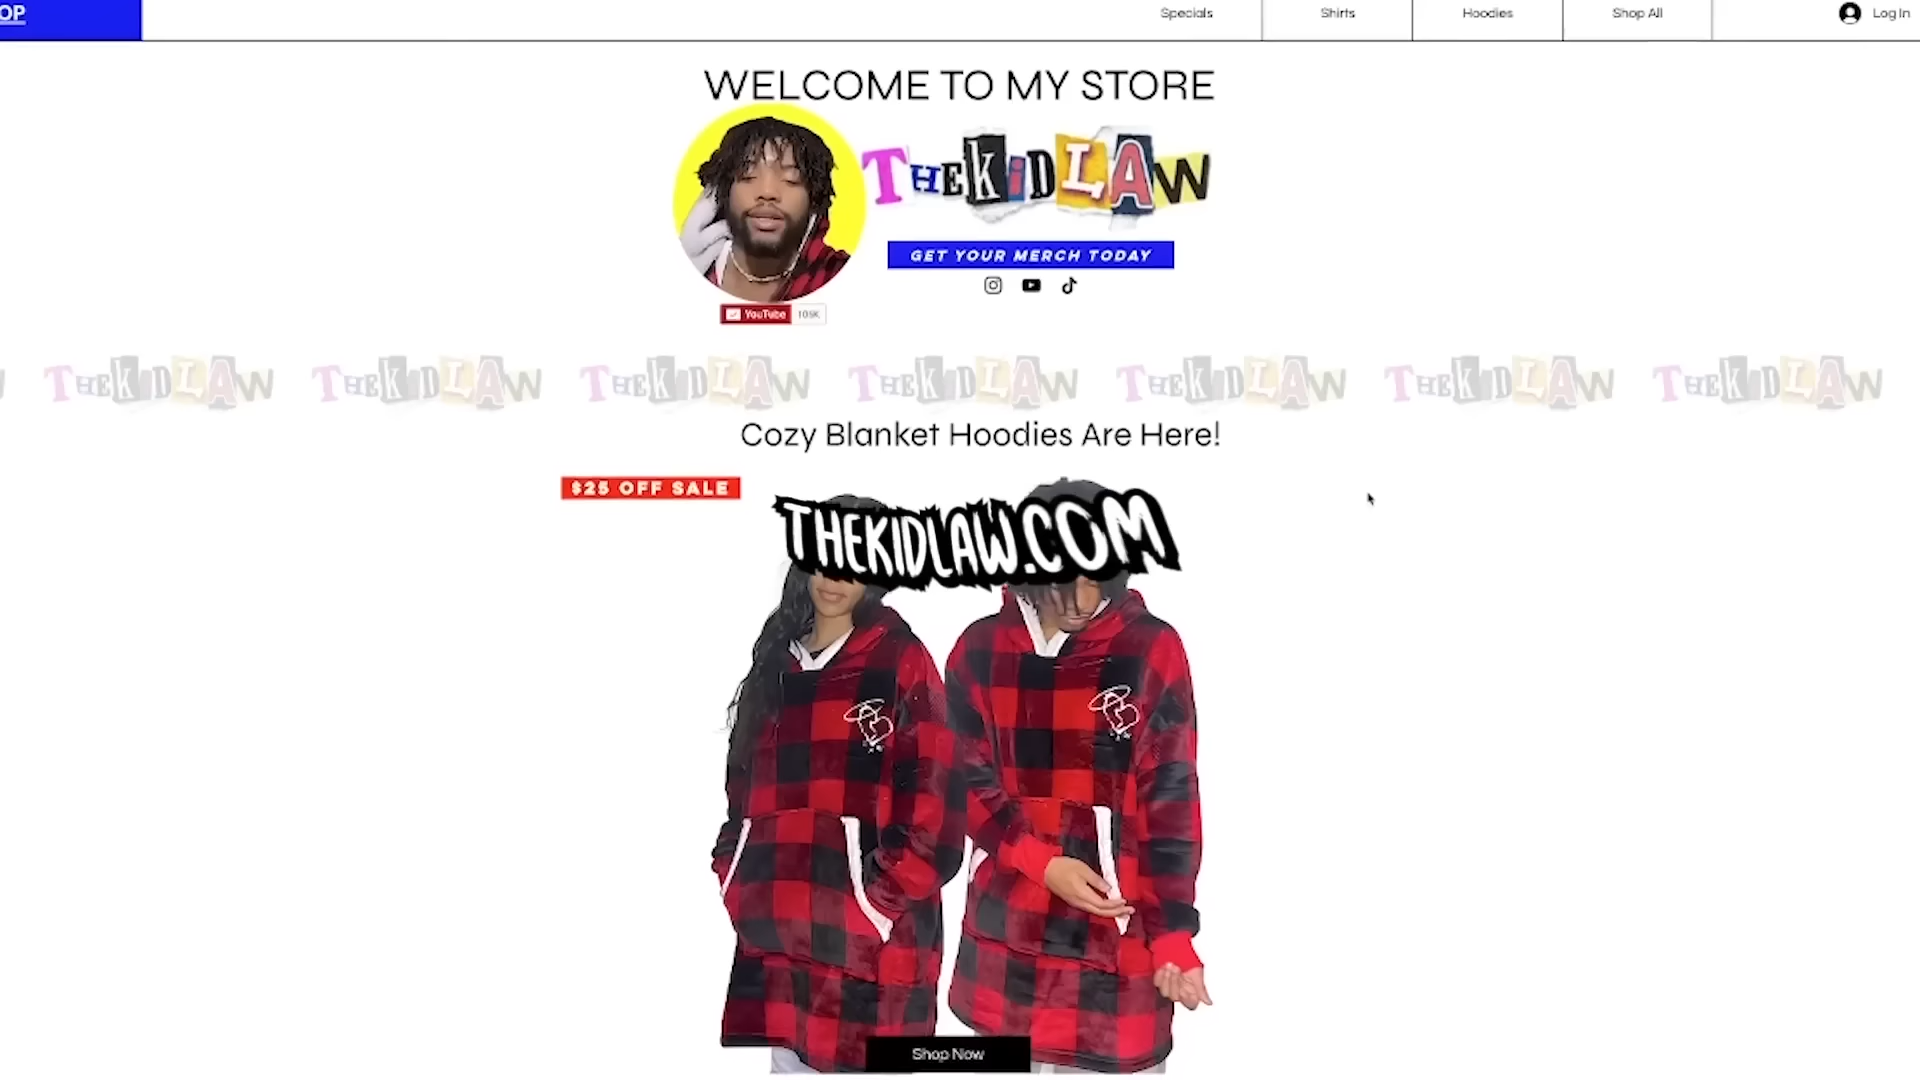 OP
Specials
Shirts
Hoodies
Shop All
Log In
WELCOME TO MY STORE
THEKiDLAW
GET YOUR MERCH TODAY
YouTube 105K
THEKiDLAW THEKiDLAW THEKiDLAW THEKiDLAW THEKiDLAW THEKiDLAW THEKiDLAW
Cozy Blanket Hoodies Are Here!
$25 OFF SALE
THEKIDLAW.COM
Shop Now